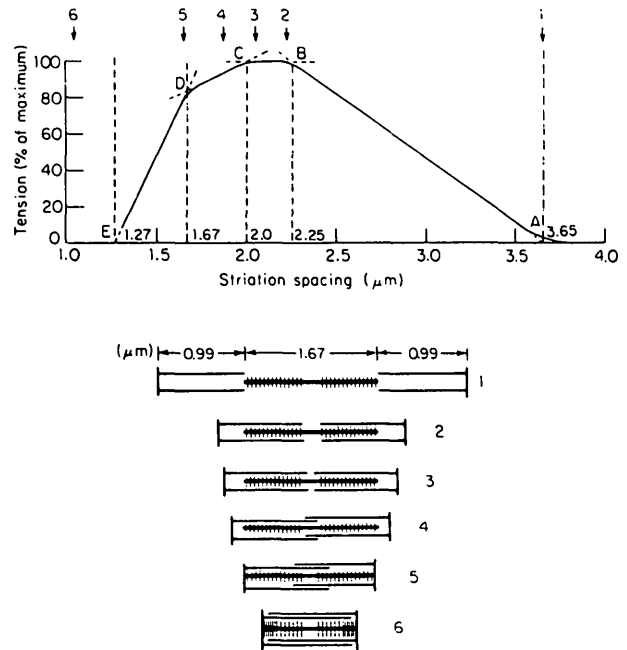 6 5 4 3 2
Tension (% of maximum)
100
80
60
40
20
0
A
B
C
D
E
1.27 1.67 2.0 2.25 3.65
1.0 1.5 2.0 2.5 3.0 3.5 4.0
Striation spacing (μm)
(μm) 0.99 1.67 0.99
1
2
3
4
5
6